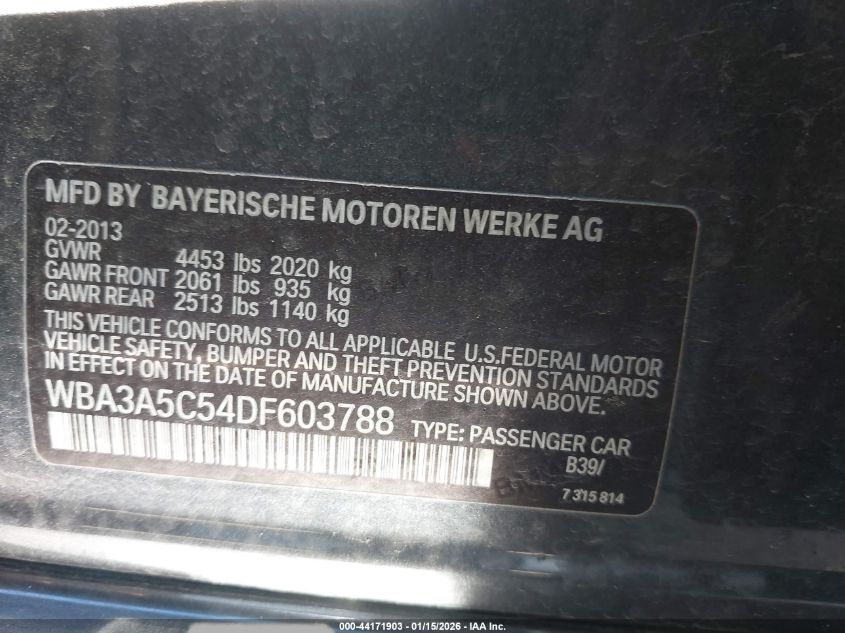 MFD BY BAYERISCHE MOTOREN WERKE AG
02-2013
GVWR 4453 lbs 2020 kg
GAWR FRONT 2061 lbs 935 kg
GAWR REAR 2513 lbs 1140 kg
THIS VEHICLE CONFORMS TO ALL APPLICABLE U.S.FEDERAL MOTOR
VEHICLE SAFETY, BUMPER AND THEFT PREVENTION STANDARDS
IN EFFECT ON THE DATE OF MANUFACTURE SHOWN ABOVE.
WBA3A5C54DF603788 TYPE: PASSENGER CAR
B39/
7 315 814
000-44171903 - 01/15/2026 - IAA Inc.